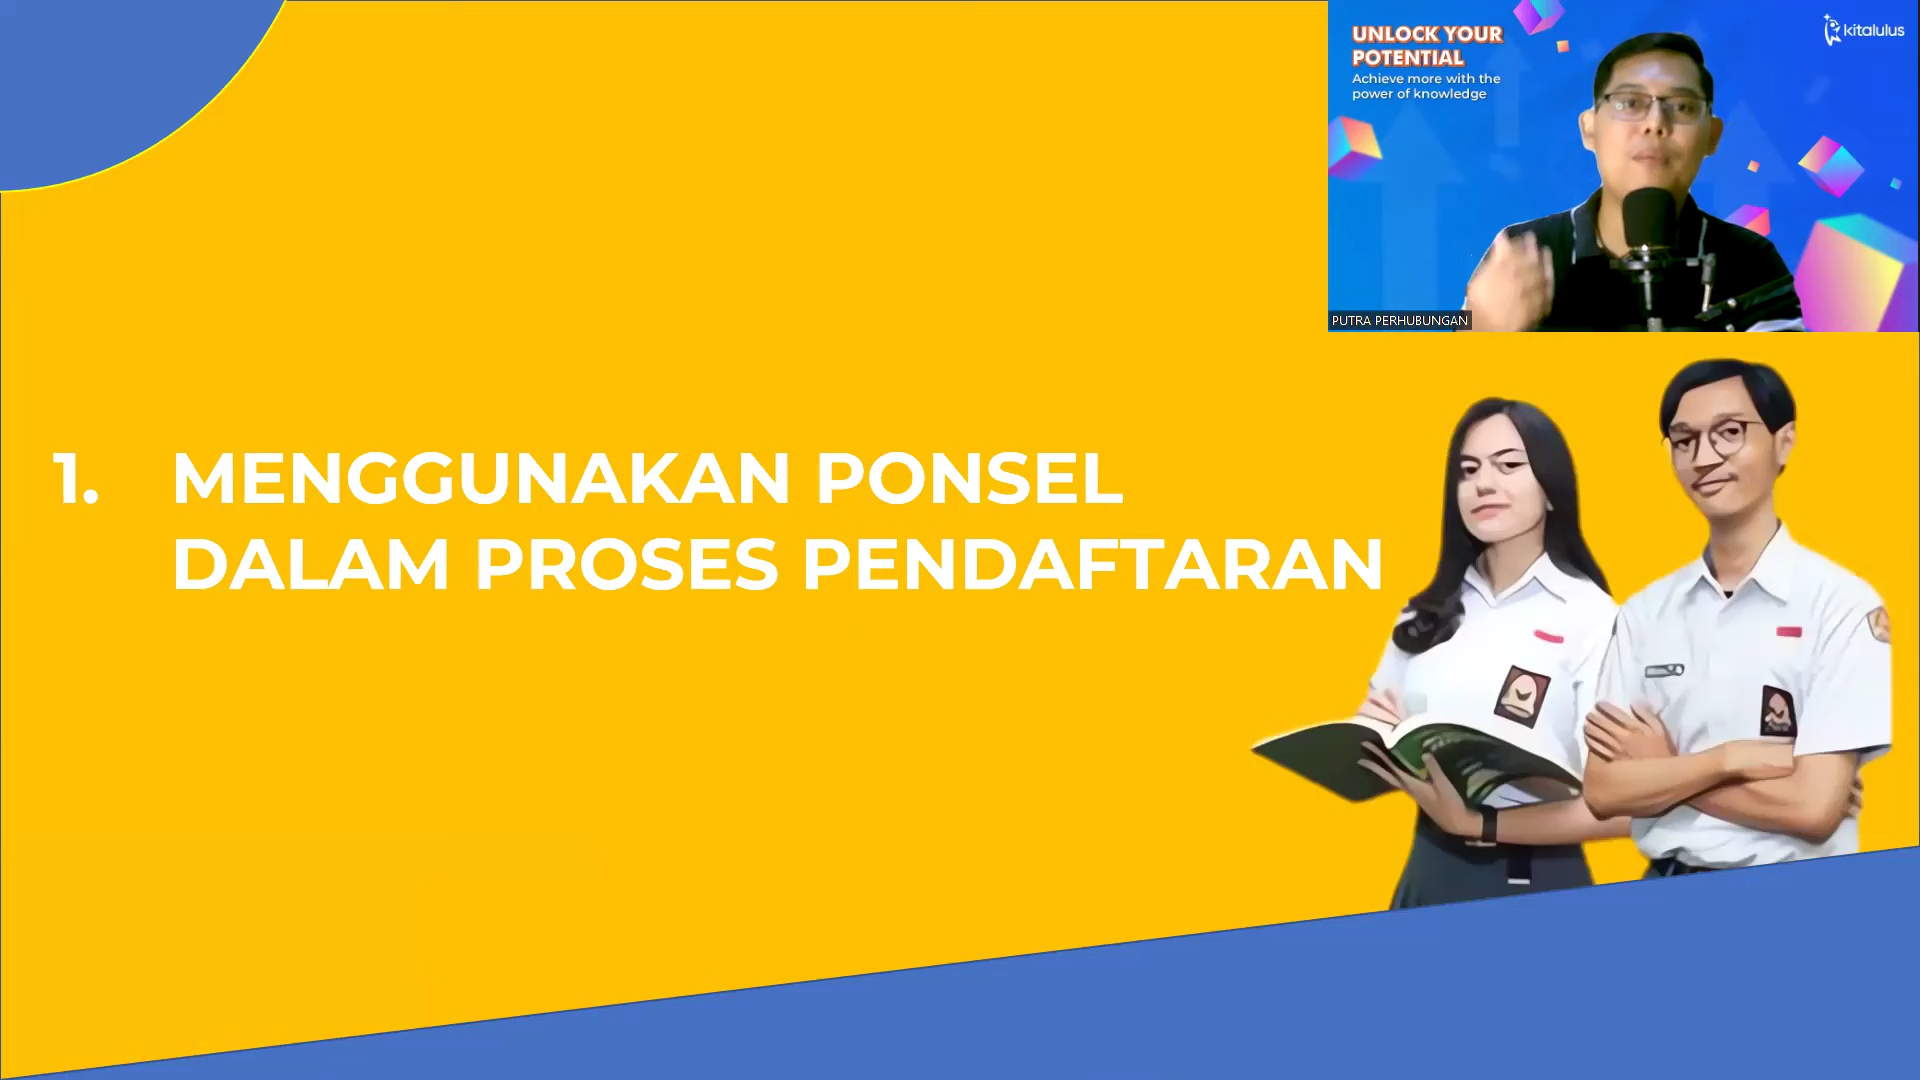 UNLOCK YOUR
POTENTIAL
Achieve more with the
power of knowledge
kitalulus
PUTRA PERHUBUNGAN
1. MENGGUNAKAN PONSEL
DALAM PROSES PENDAFTARAN